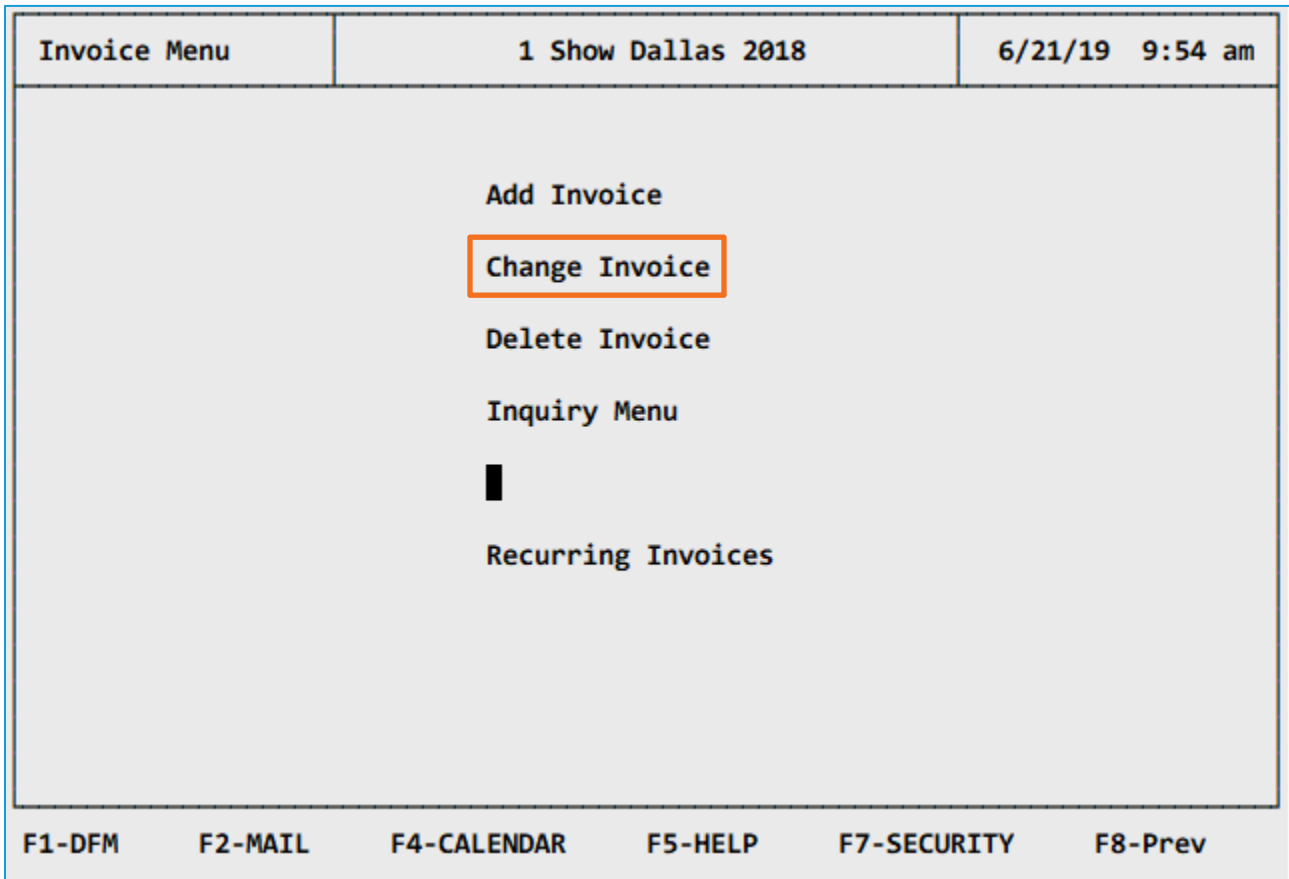 Invoice Menu 1 Show Dallas 2018 6/21/19 9:54 am
Add Invoice
Change Invoice
Delete Invoice
Inquiry Menu
Recurring Invoices
F1-DFM F2-MAIL F4-CALENDAR F5-HELP F7-SECURITY F8-Prev